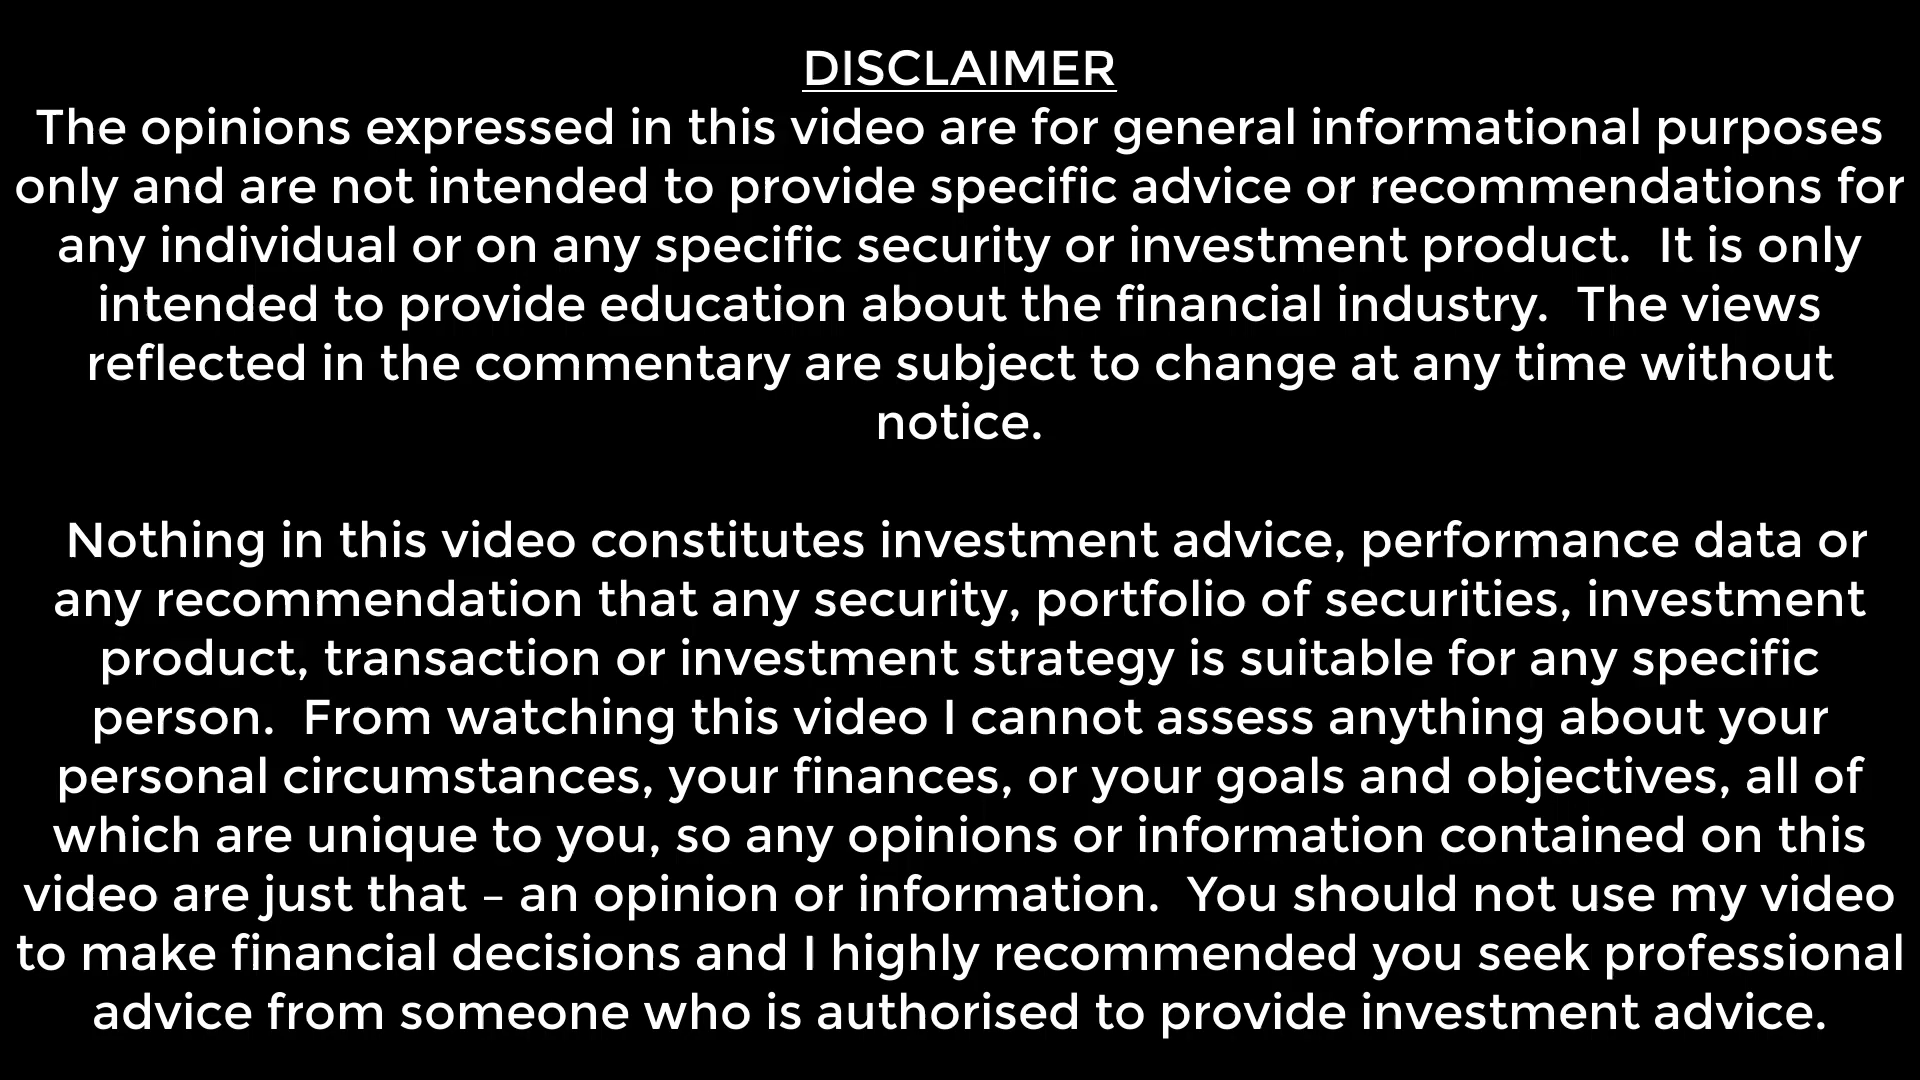 DISCLAIMER
The opinions expressed in this video are for general informational purposes
only and are not intended to provide specific advice or recommendations for
any individual or on any specific security or investment product.  It is only
intended to provide education about the financial industry.  The views
reflected in the commentary are subject to change at any time without
notice.
Nothing in this video constitutes investment advice, performance data or
any recommendation that any security, portfolio of securities, investment
product, transaction or investment strategy is suitable for any specific
person.  From watching this video I cannot assess anything about your
personal circumstances, your finances, or your goals and objectives, all of
which are unique to you, so any opinions or information contained on this
video are just that – an opinion or information.  You should not use my video
to make financial decisions and I highly recommended you seek professional
advice from someone who is authorised to provide investment advice.